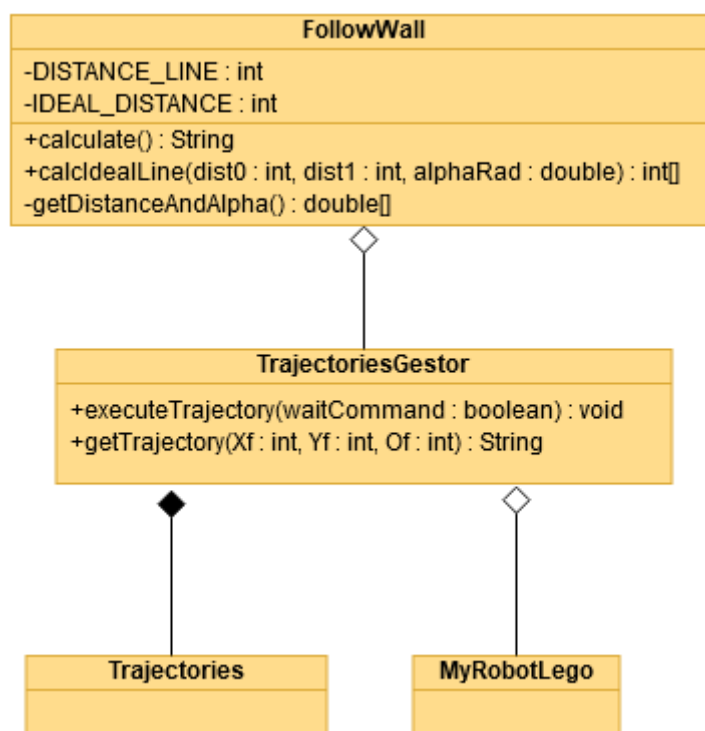 FollowWall
-DISTANCE_LINE : int
-IDEAL_DISTANCE : int
+calculate() : String
+calcIdealLine(dist0 : int, dist1 : int, alphaRad : double) : int[]
-getDistanceAndAlpha() : double[]
TrajectoriesGestor
+executeTrajectory(waitCommand : boolean) : void
+getTrajectory(Xf : int, Yf : int, Of : int) : String
Trajectories
MyRobotLego